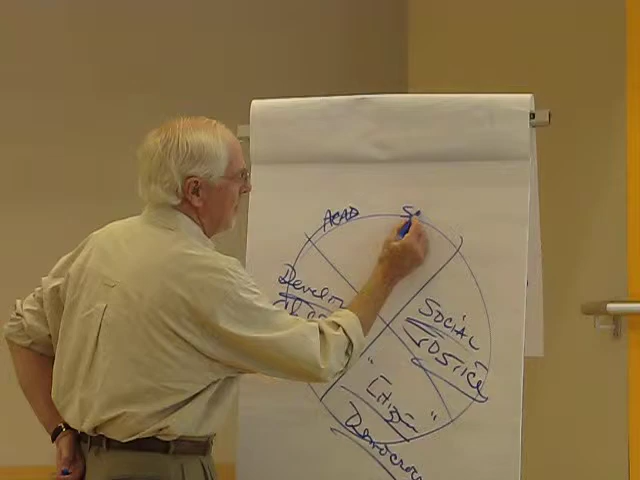 ACAD
Develop
SOCIAL
JUSTICE
"Citizen"
Democracy